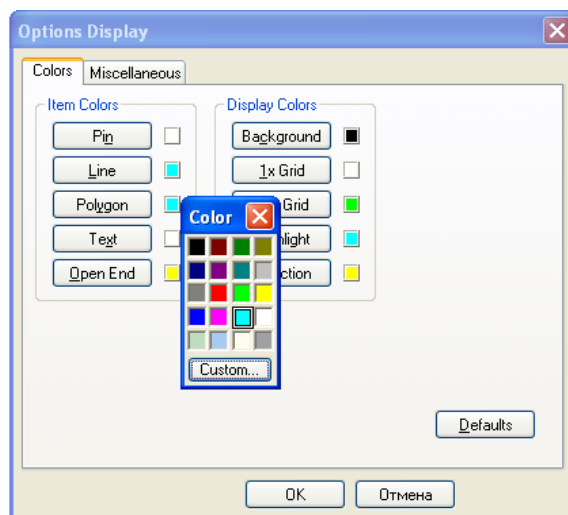 Options Display
Colors Miscellaneous
Item Colors Display Colors
Pin Background
Line 1x Grid
Polygon Grid
Text
Open End
Color
Custom...
Defaults
OK Отмена